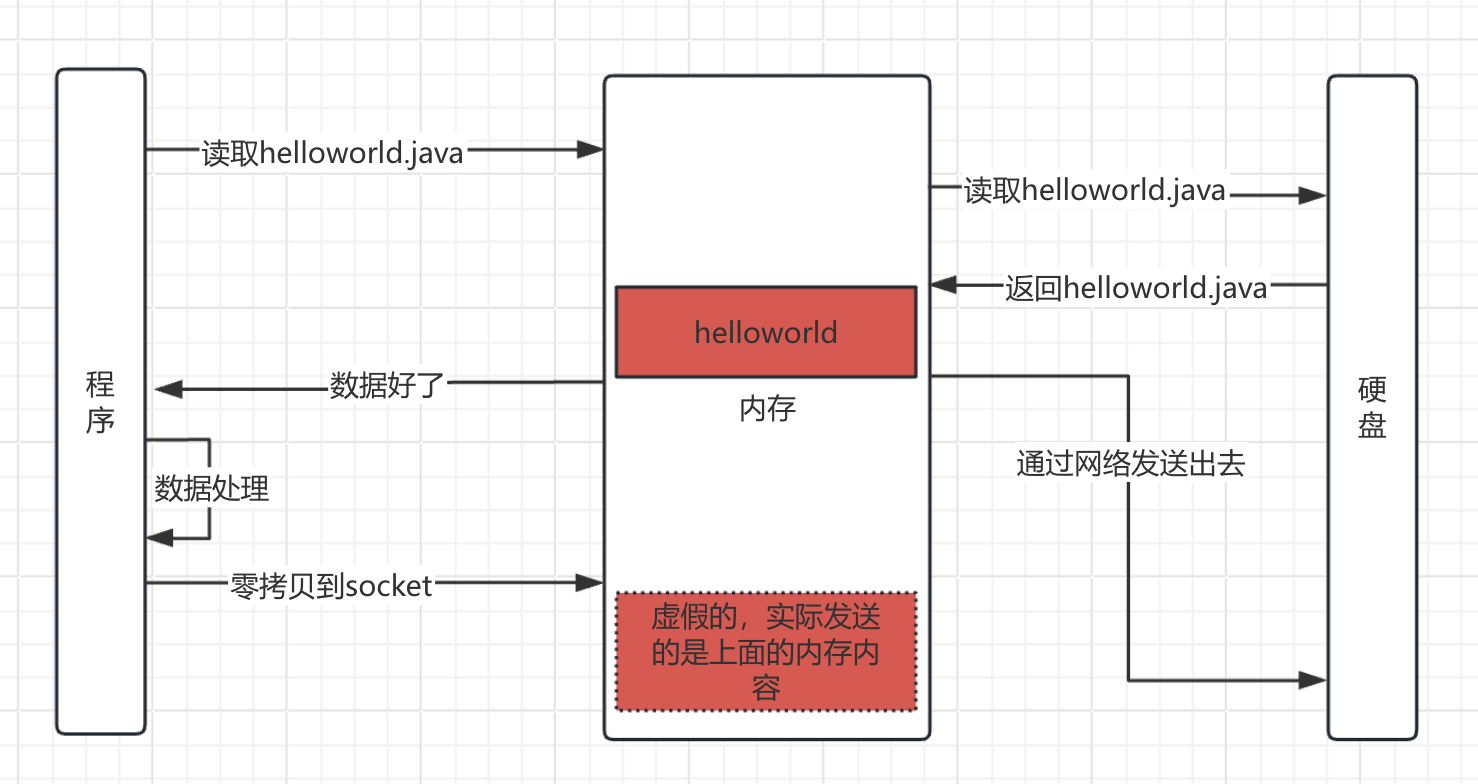 读取helloworld.java
读取helloworld.java
返回helloworld.java
helloworld
数据好了
内存
程
序
硬
盘
通过网络发送出去
数据处理
零拷贝到socket
虚假的，实际发送
的是上面的内存内
容